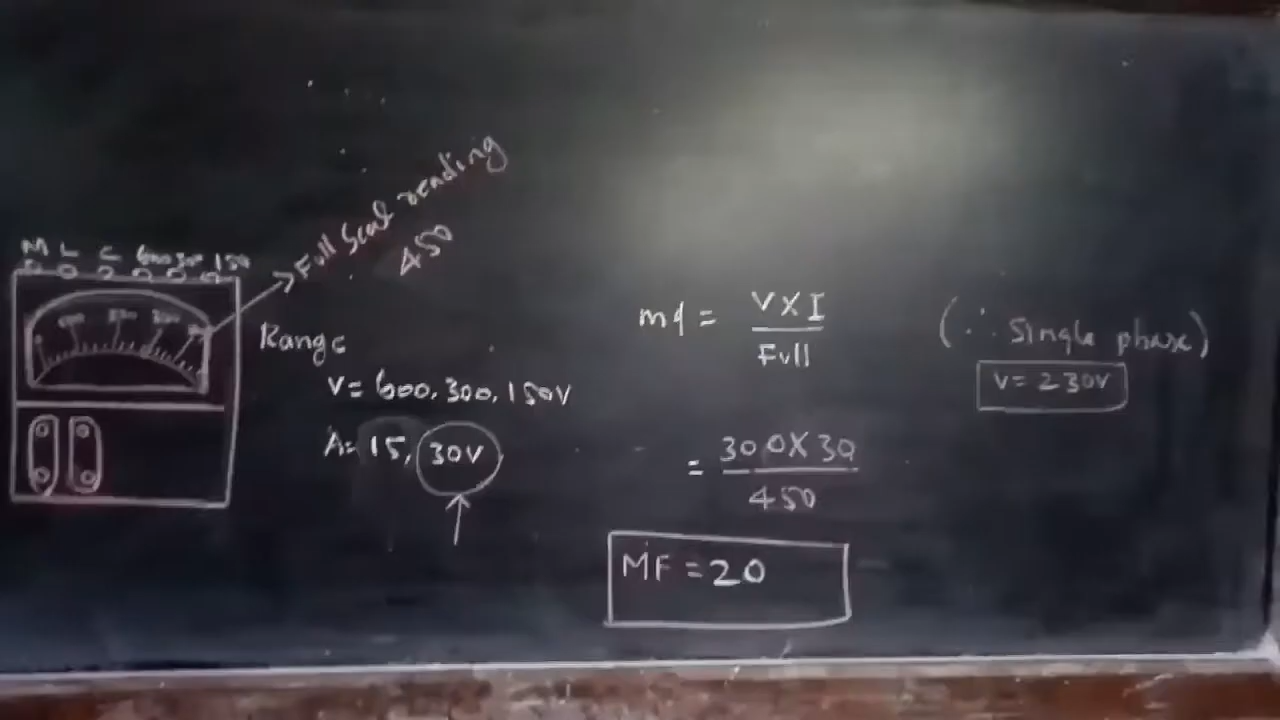 Full Scal reading
450
M L C 600 300 150
Range
V= 600, 300, 150V
A= 15, 30V
mf = V X I
Full
(∴ Single phase)
V= 230V
= 300 X 30
450
MF = 20